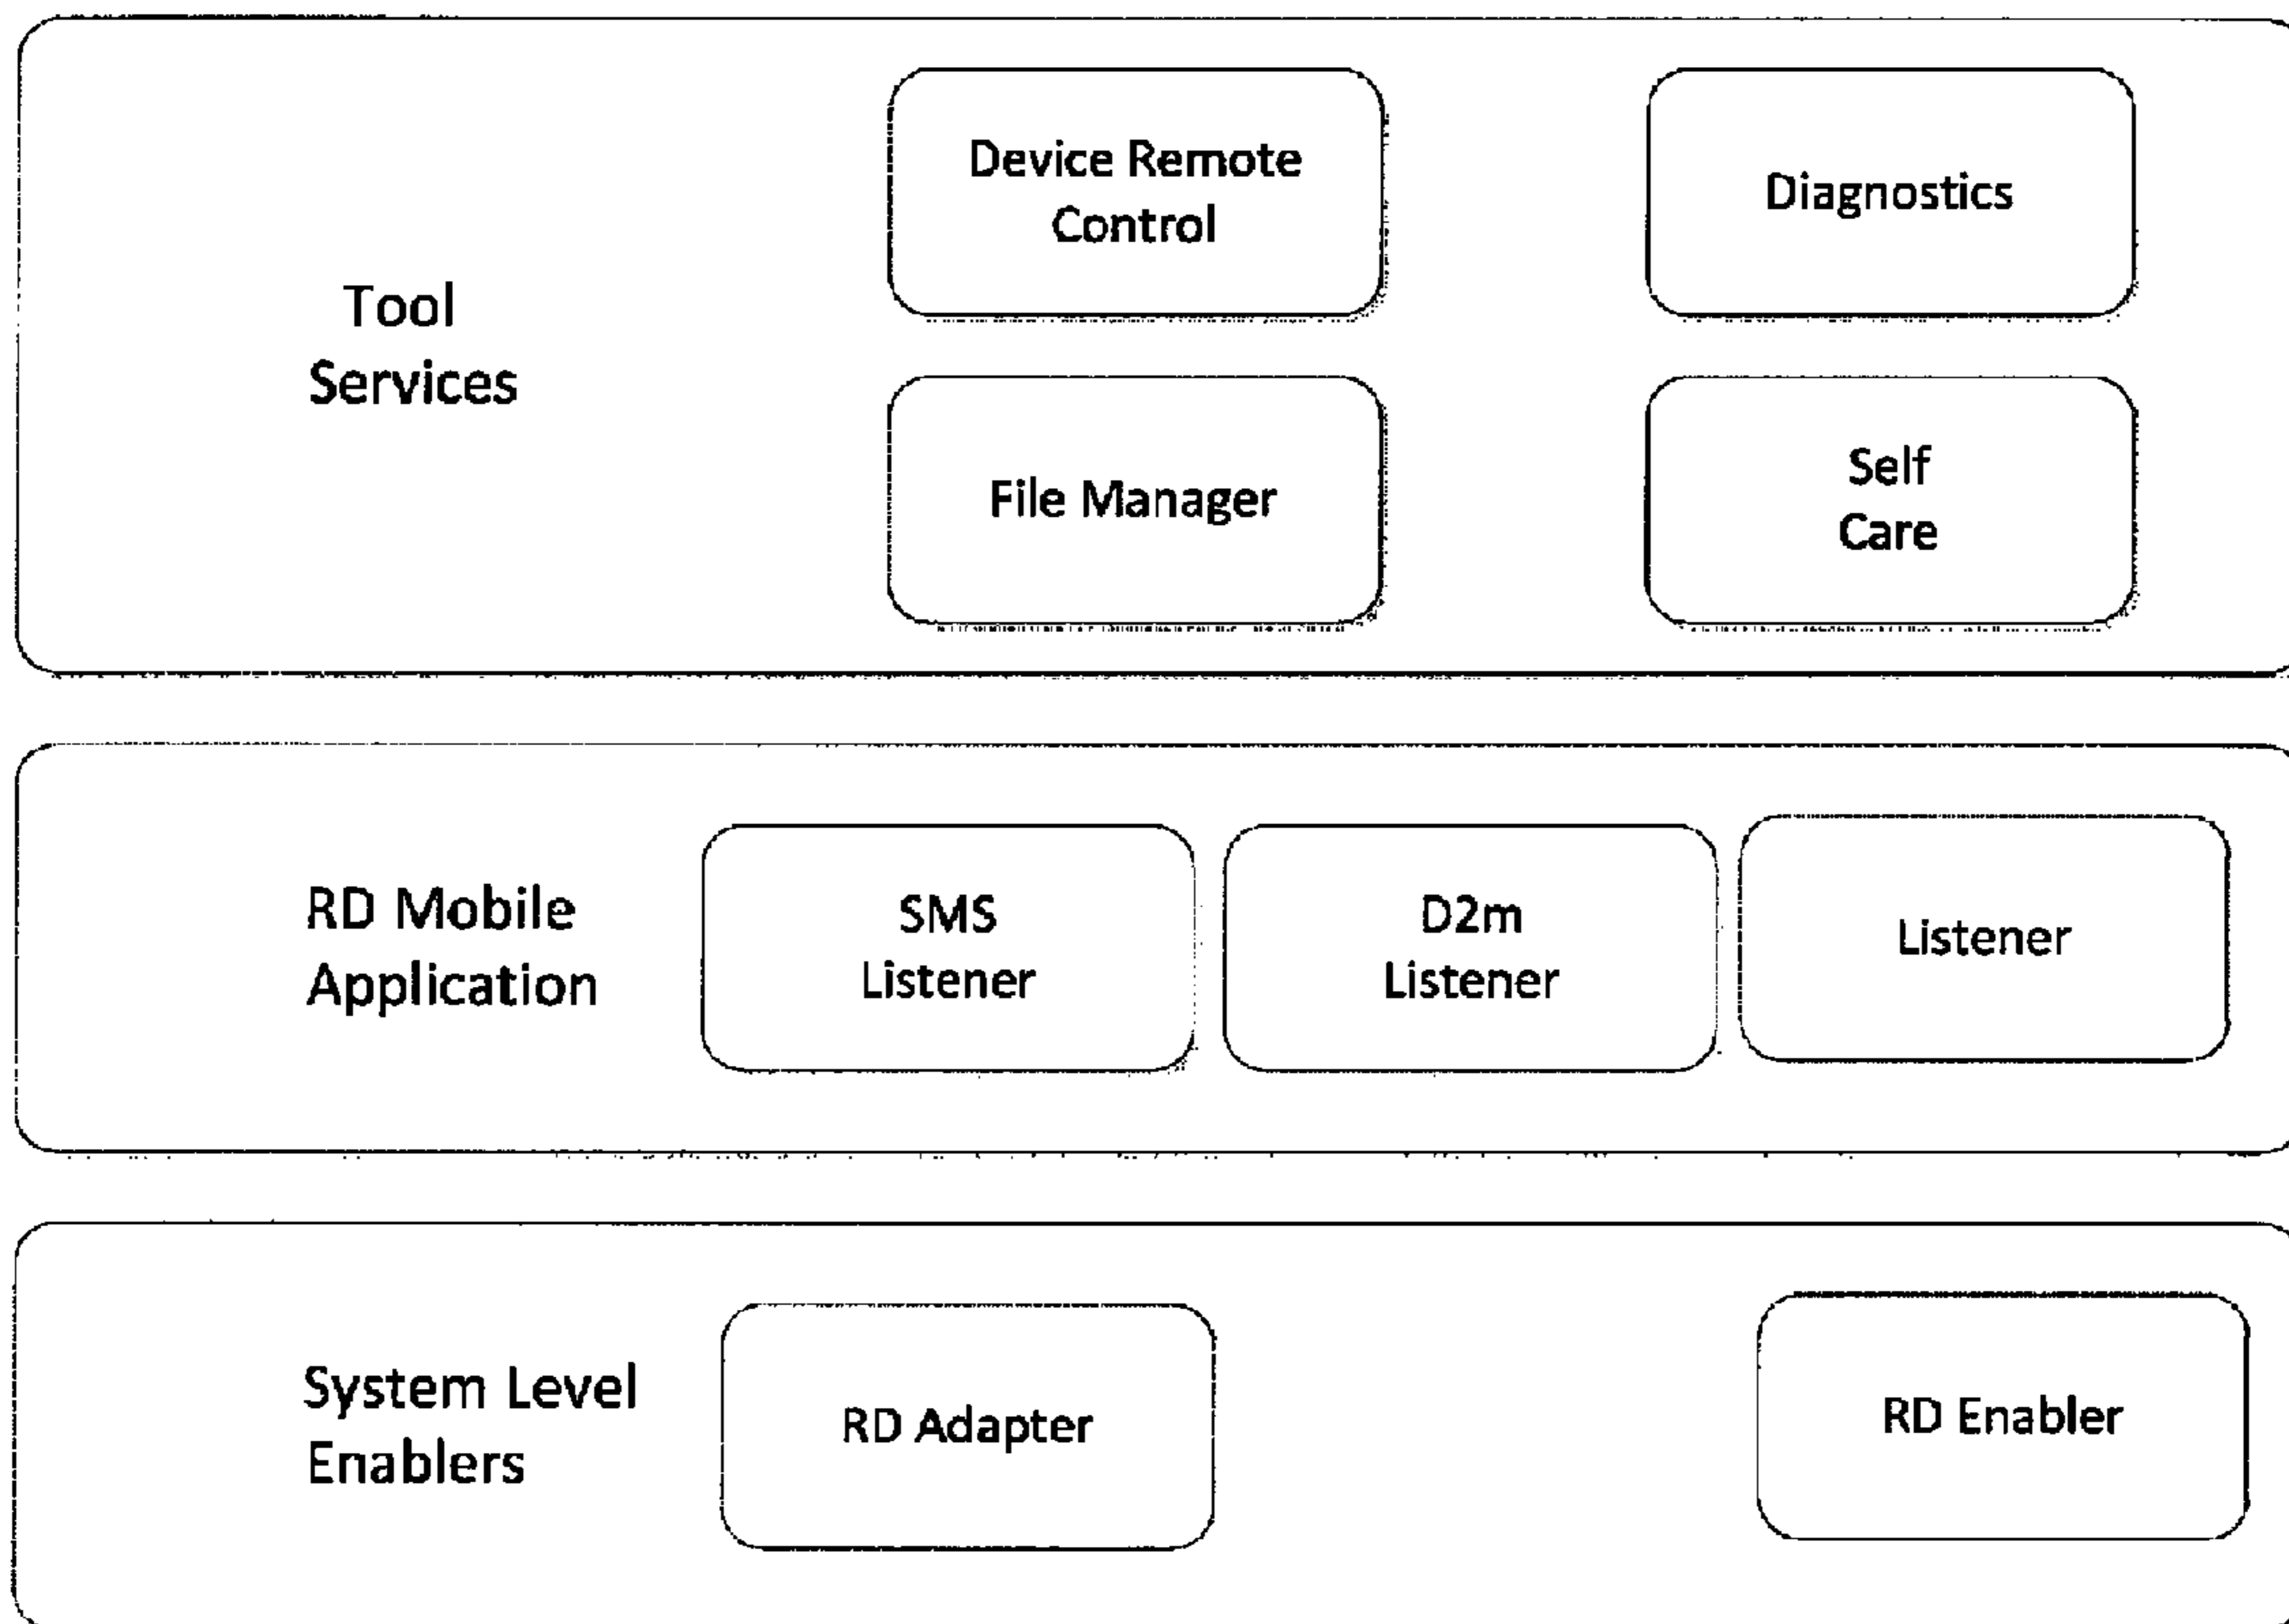 Tool
Services
Device Remote
Control
Diagnostics
File Manager
Self
Care
RD Mobile
Application
SMS
Listener
D2m
Listener
Listener
System Level
Enablers
RD Adapter
RD Enabler